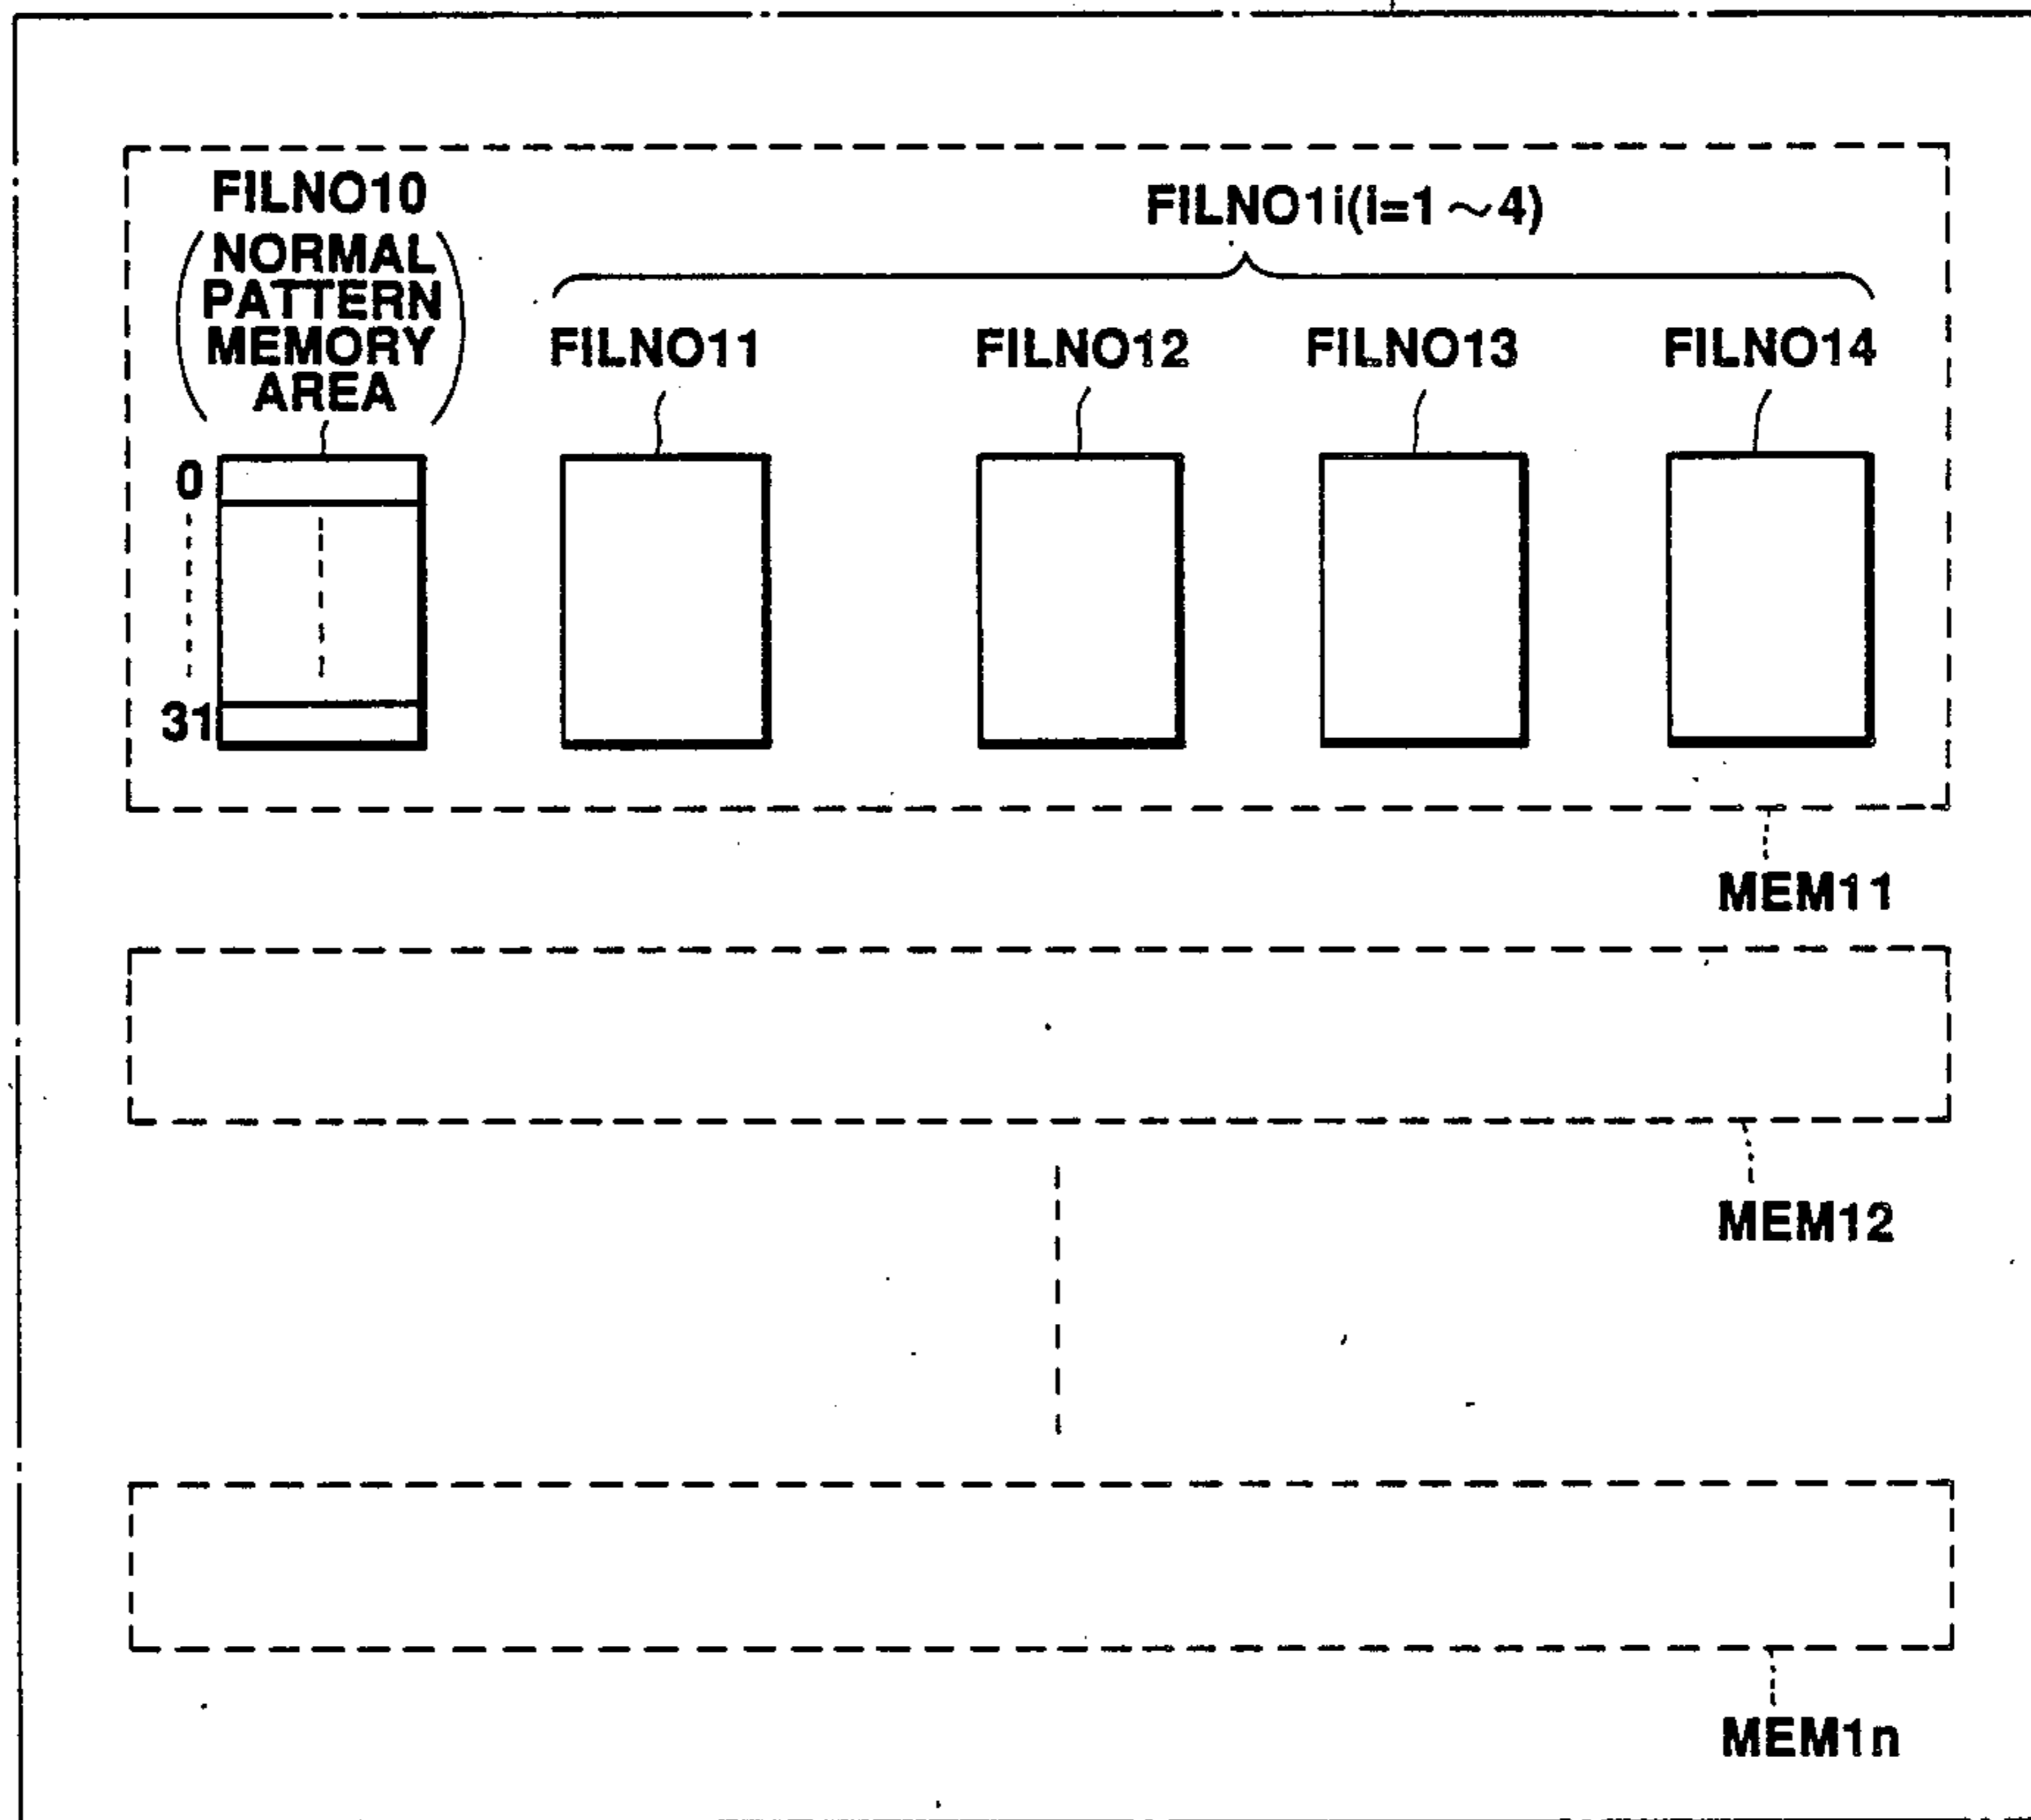 FILNO10
NORMAL
PATTERN
MEMORY
AREA
FILNO1i(i=1～4)
FILNO11
FILNO12
FILNO13
FILNO14
0
31
MEM11
MEM12
MEM1n